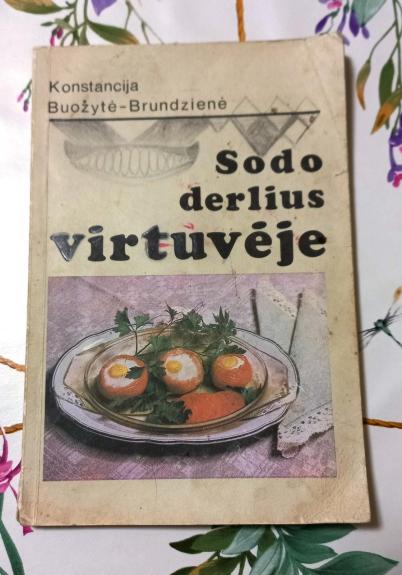 Konstancija
Buožytė-Brundzienė
Sodo
derlius
virtuvėje